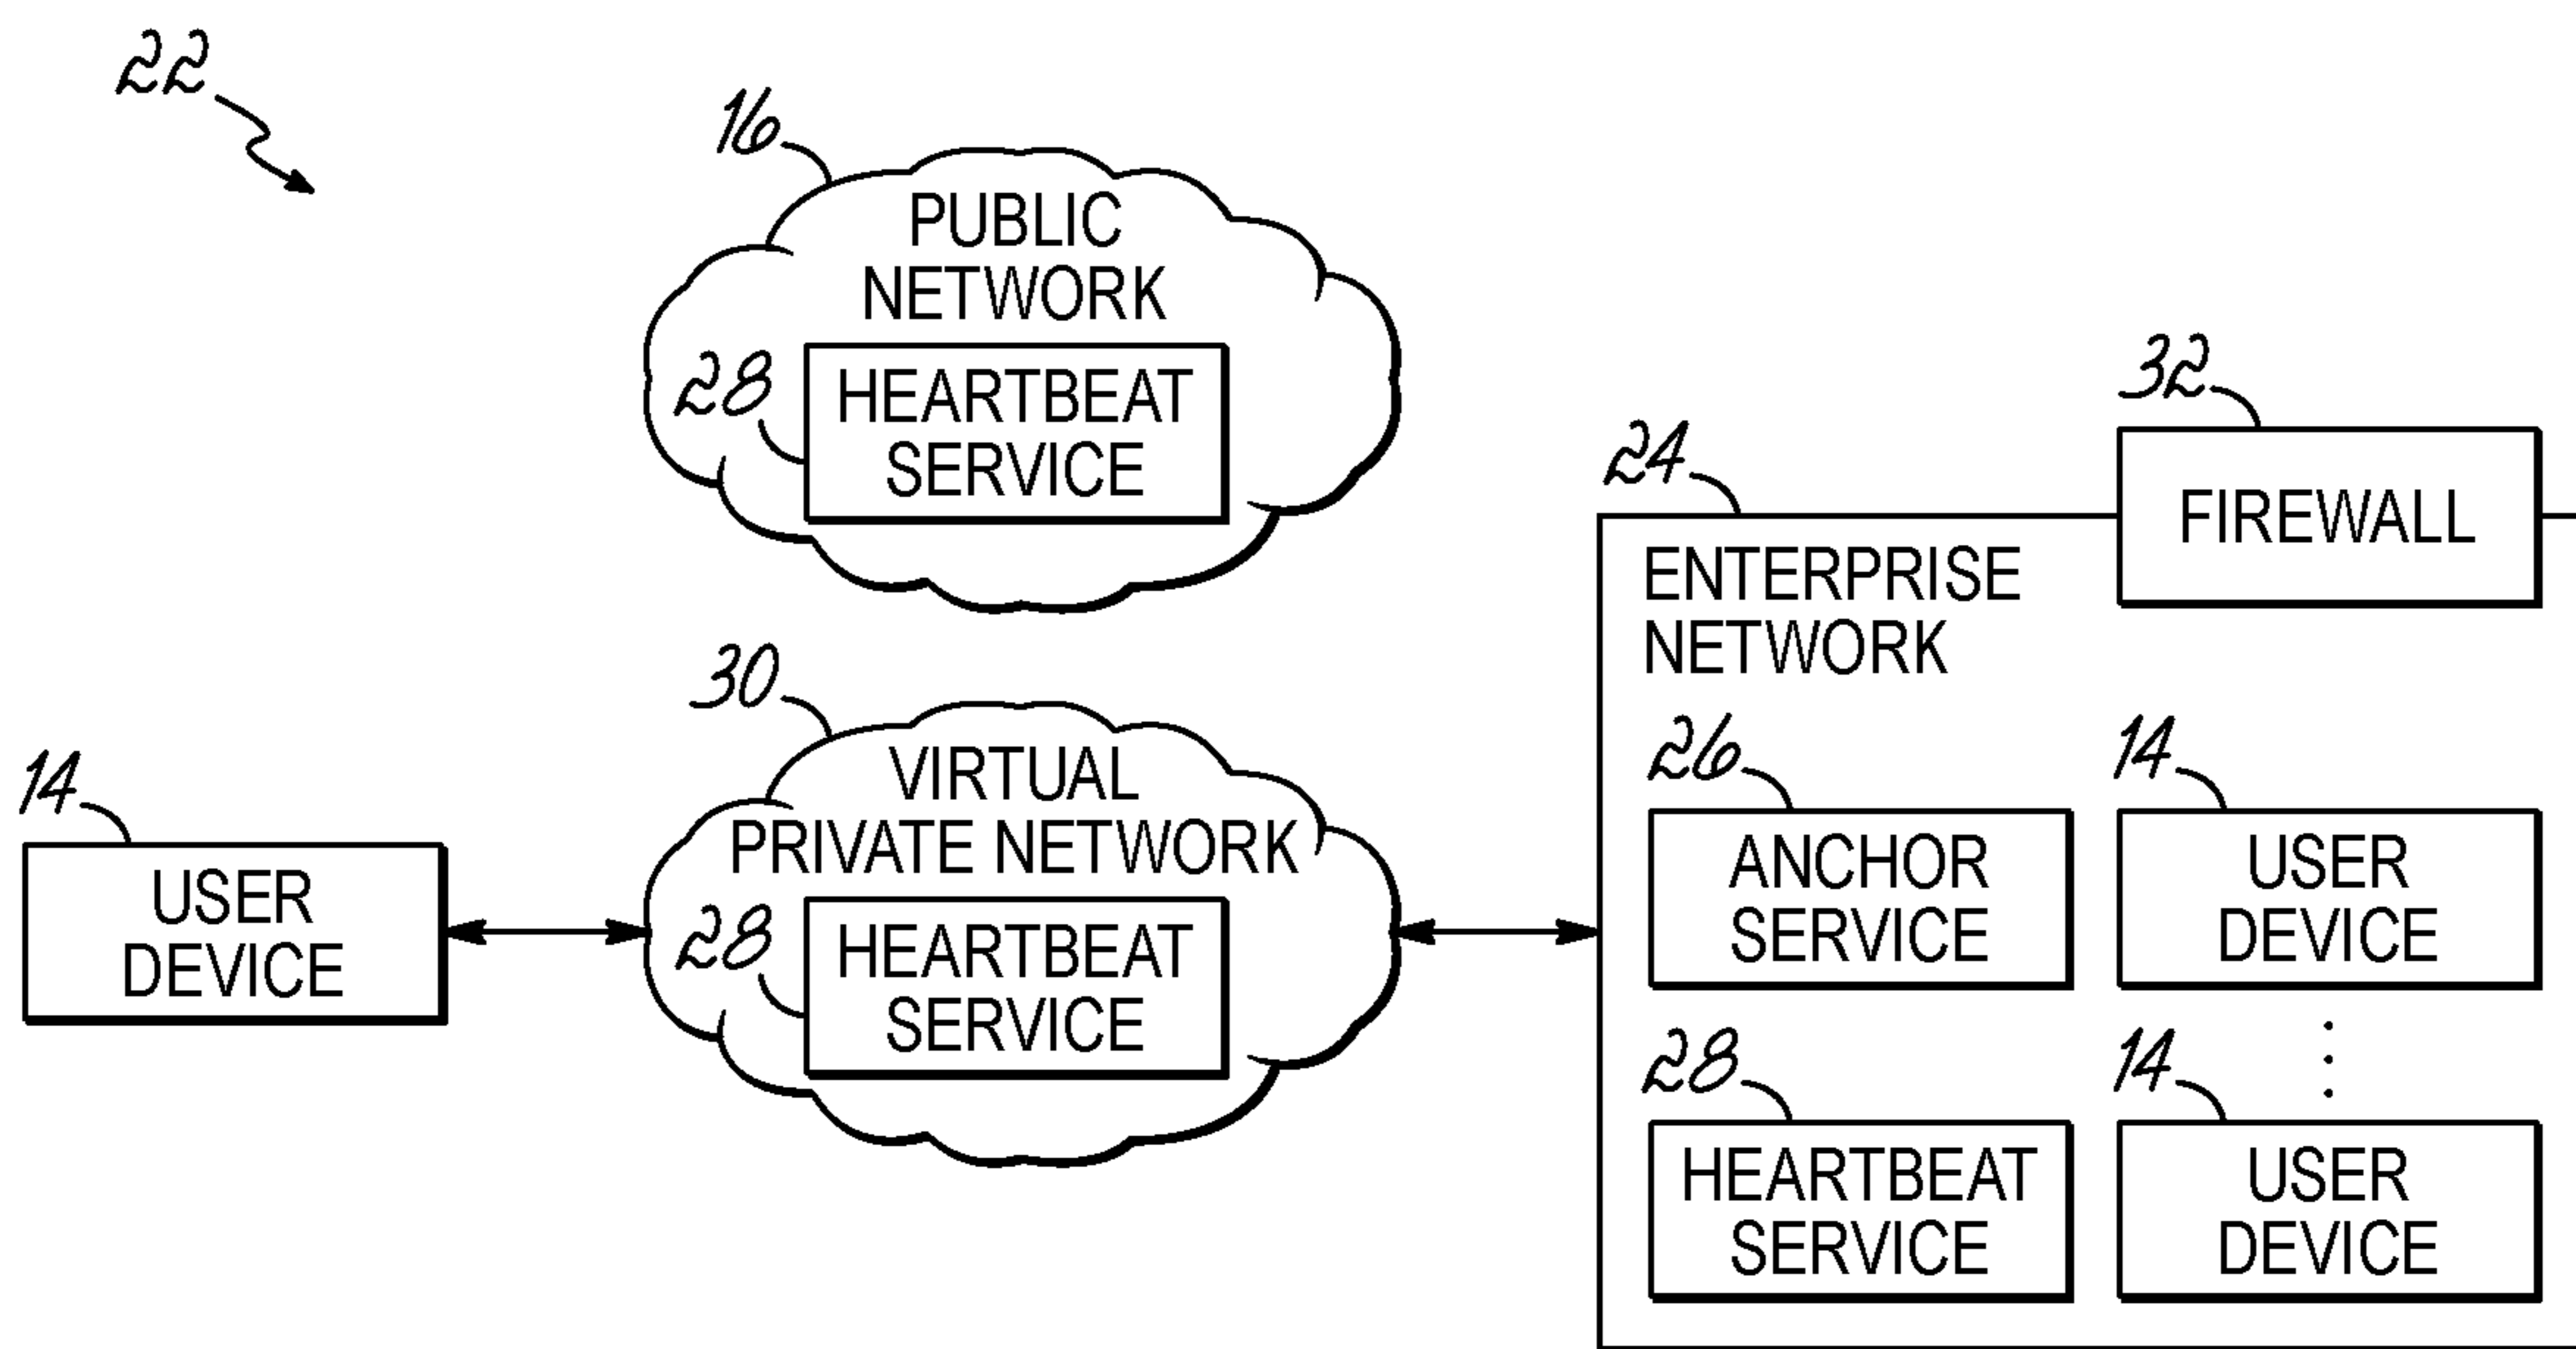 22
16
PUBLIC
NETWORK
28
HEARTBEAT
SERVICE
32
FIREWALL
24
ENTERPRISE
NETWORK
30
VIRTUAL
PRIVATE NETWORK
28
HEARTBEAT
SERVICE
14
USER
DEVICE
26
ANCHOR
SERVICE
14
USER
DEVICE
28
HEARTBEAT
SERVICE
14
USER
DEVICE